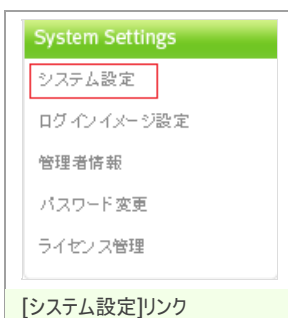 System Settings
システム設定
ログインイメージ設定
管理者情報
パスワード変更
ライセンス管理
[システム設定]リンク